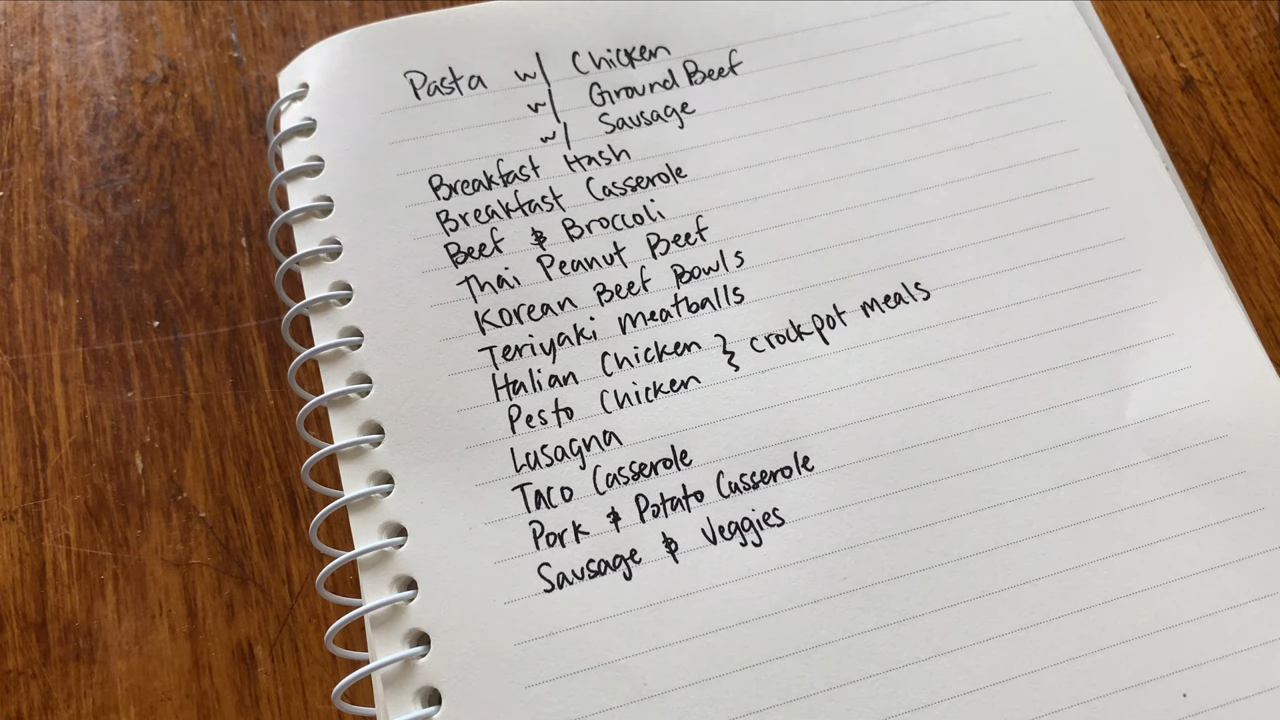 Pasta w/ Chicken
w/ Ground Beef
w/ Sausage
Breakfast Hash
Breakfast Casserole
Beef & Broccoli
Thai Peanut Beef
Korean Beef Bowls
Teriyaki Meatballs
Italian Chicken } crockpot meals
Pesto Chicken
Lasagna
Taco Casserole
Pork & Potato Casserole
Sausage & Veggies